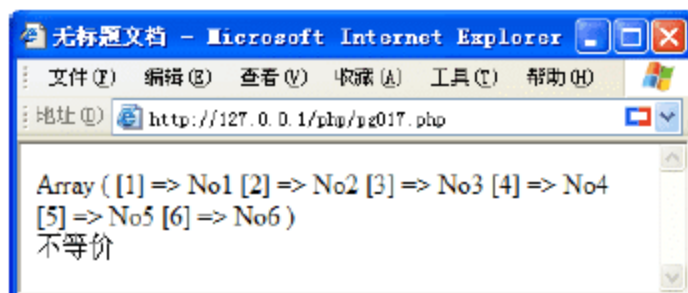 无标题文档 - Microsoft Internet Explorer
文件(F) 编辑(E) 查看(V) 收藏(A) 工具(T) 帮助(H)
地址(D) http://127.0.0.1/php/pg017.php
Array ( [1] => No1 [2] => No2 [3] => No3 [4] => No4
[5] => No5 [6] => No6 )
不等价